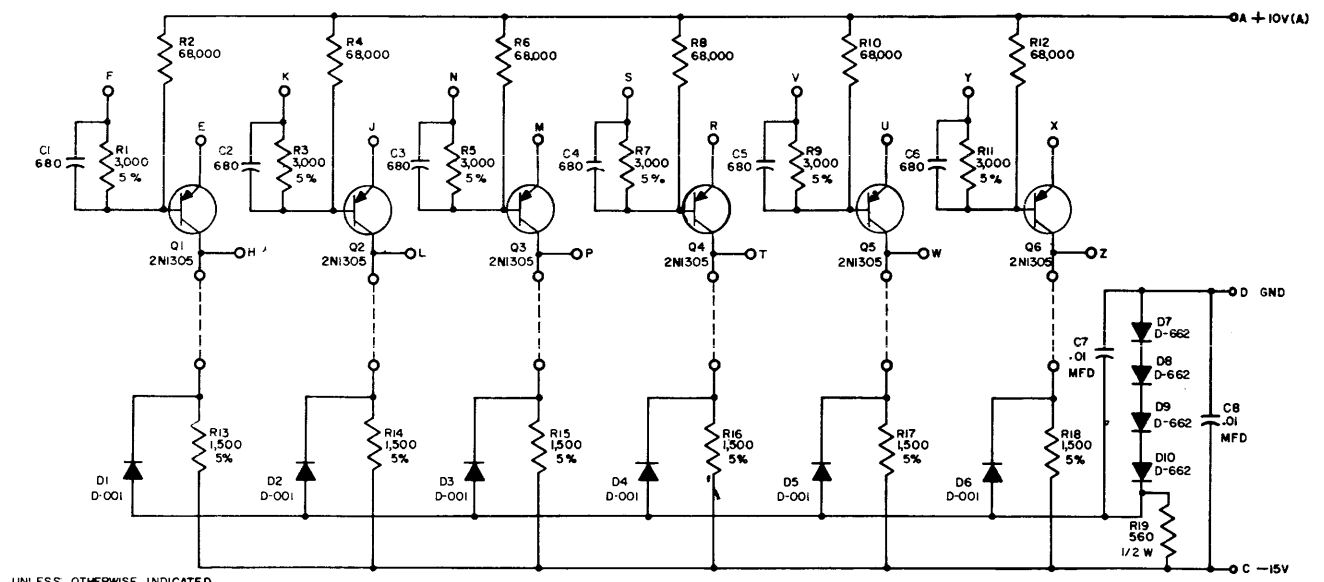 A +10V(A)
R2
68,000
R4
68,000
R6
68,000
R8
68,000
R10
68,000
R12
68,000
F
K
N
S
V
Y
E
J
M
R
U
X
C1
680
R1
3,000
5%
C2
680
R3
3,000
5%
C3
680
R5
3,000
5%
C4
680
R7
3,000
5%
C5
680
R9
3,000
5%
C6
680
R11
3,000
5%
Q1
2N1305
H
Q2
2N1305
L
Q3
2N1305
P
Q4
2N1305
T
Q5
2N1305
W
Q6
2N1305
Z
D GND
C7
.01
MFD
D7
D-662
D8
D-662
D9
D-662
D10
D-662
C8
.01
MFD
R13
1,500
5%
R14
1,500
5%
R15
1,500
5%
R16
1,500
5%
R17
1,500
5%
R18
1,500
5%
D1
D-001
D2
D-001
D3
D-001
D4
D-001
D5
D-001
D6
D-001
R19
560
1/2 W
C -15V
UNLESS OTHERWISE INDICATED